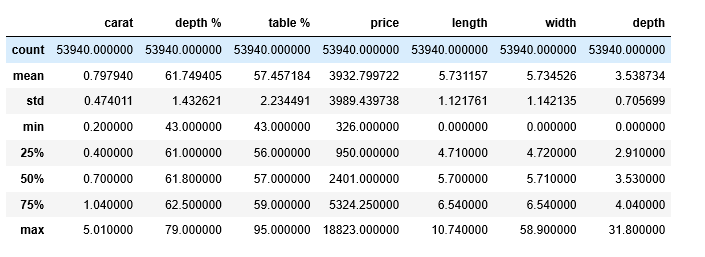 carat depth % table % price length width depth
count 53940.000000 53940.000000 53940.000000 53940.000000 53940.000000 53940.000000 53940.000000
mean 0.797940 61.749405 57.457184 3932.799722 5.731157 5.734526 3.538734
std 0.474011 1.432621 2.234491 3989.439738 1.121761 1.142135 0.705699
min 0.200000 43.000000 43.000000 326.000000 0.000000 0.000000 0.000000
25% 0.400000 61.000000 56.000000 950.000000 4.710000 4.720000 2.910000
50% 0.700000 61.800000 57.000000 2401.000000 5.700000 5.710000 3.530000
75% 1.040000 62.500000 59.000000 5324.250000 6.540000 6.540000 4.040000
max 5.010000 79.000000 95.000000 18823.000000 10.740000 58.900000 31.800000